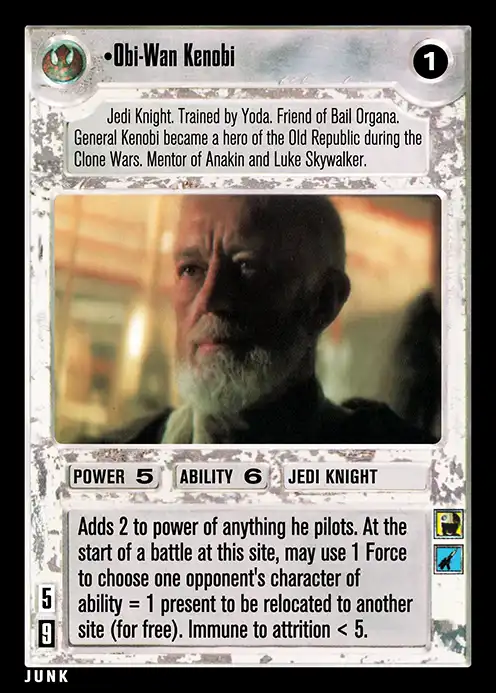 •Obi-Wan Kenobi
1
Jedi Knight. Trained by Yoda. Friend of Bail Organa.
General Kenobi became a hero of the Old Republic during the
Clone Wars. Mentor of Anakin and Luke Skywalker.
POWER 5 ABILITY 6 JEDI KNIGHT
Adds 2 to power of anything he pilots. At the
start of a battle at this site, may use 1 Force
to choose one opponent's character of
ability = 1 present to be relocated to another
site (for free). Immune to attrition < 5.
5
9
JUNK